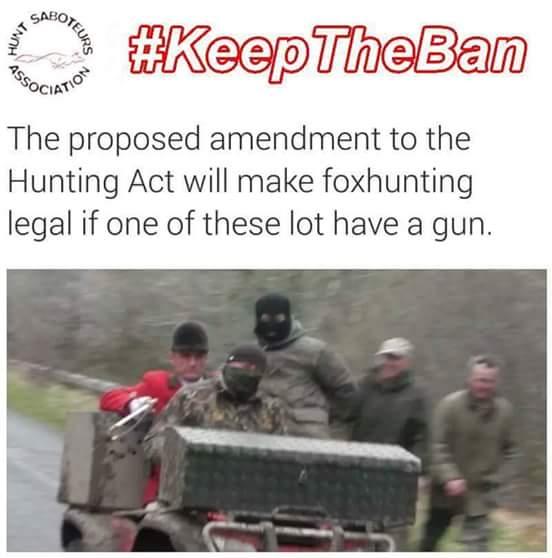 HUNT SABOTEURS
ASSOCIATION
#KeepTheBan
The proposed amendment to the
Hunting Act will make foxhunting
legal if one of these lot have a gun.